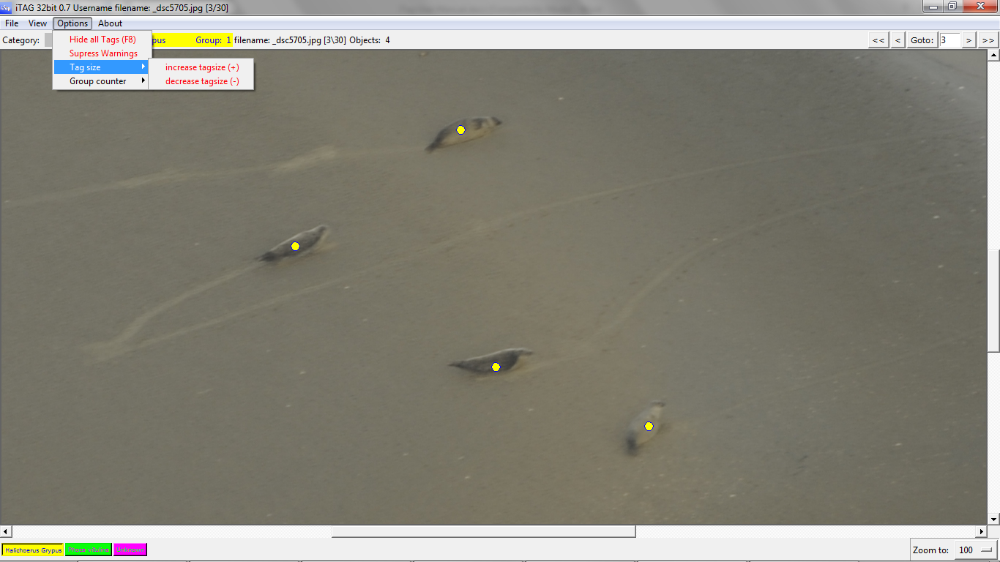 iTAG 32bit 0.7 Username filename: _dsc5705.jpg [3/30]
File View Options About
Category: pus Group: 1 filename: _dsc5705.jpg [3\30] Objects: 4 << < Goto: 3 > >>
Hide all Tags (F8)
Supress Warnings
Tag size
Group counter
increase tagsize (+)
decrease tagsize (-)
Halichoerus Grypus Phoca vitulina Unknown
Zoom to: 100